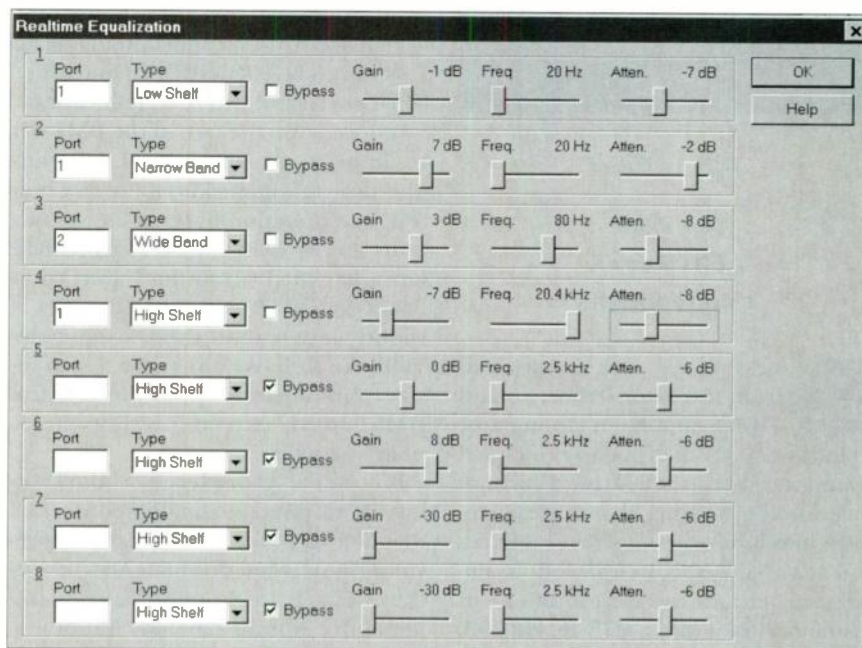 Realtime Equalization
1
Port Type Gain -1 dB Freq. 20 Hz Atten. -7 dB OK
1 Low Shelf Bypass
Help
2
Port Type Gain 7 dB Freq. 20 Hz Atten. -2 dB
1 Narrow Band Bypass
3
Port Type Gain 3 dB Freq. 80 Hz Atten. -8 dB
2 Wide Band Bypass
4
Port Type Gain -7 dB Freq. 20.4 kHz Atten. -8 dB
1 High Shelf Bypass
5
Port Type Gain 0 dB Freq. 2.5 kHz Atten. -6 dB
High Shelf Bypass
6
Port Type Gain 8 dB Freq. 2.5 kHz Atten. -6 dB
High Shelf Bypass
7
Port Type Gain -30 dB Freq. 2.5 kHz Atten. -6 dB
High Shelf Bypass
8
Port Type Gain -30 dB Freq. 2.5 kHz Atten. -6 dB
High Shelf Bypass